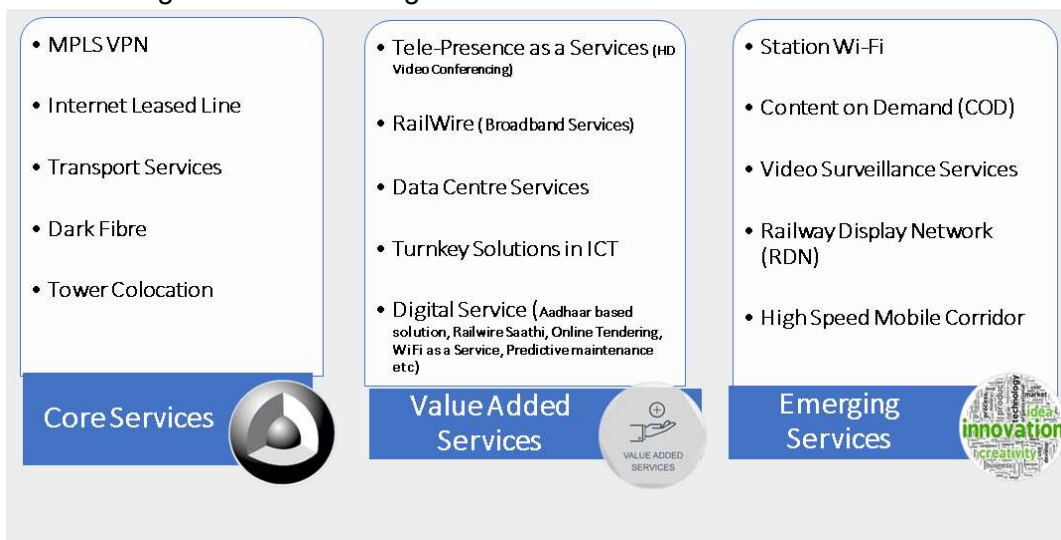 • MPLS VPN
• Internet Leased Line
• Transport Services
• Dark Fibre
• Tower Colocation
Core Services
• Tele-Presence as a Services (HD
Video Conferencing)
• RailWire (Broadband Services)
• Data Centre Services
• Turnkey Solutions in ICT
• Digital Service (Aadhaar based
solution, Railwire Saathi, Online Tendering,
WiFi as a Service, Predictive maintenance
etc)
Value Added
Services
VALUE ADDED
SERVICES
• Station Wi-Fi
• Content on Demand (COD)
• Video Surveillance Services
• Railway Display Network
(RDN)
• High Speed Mobile Corridor
Emerging
Services
product
technology
market
idea
innovation
creativity
business